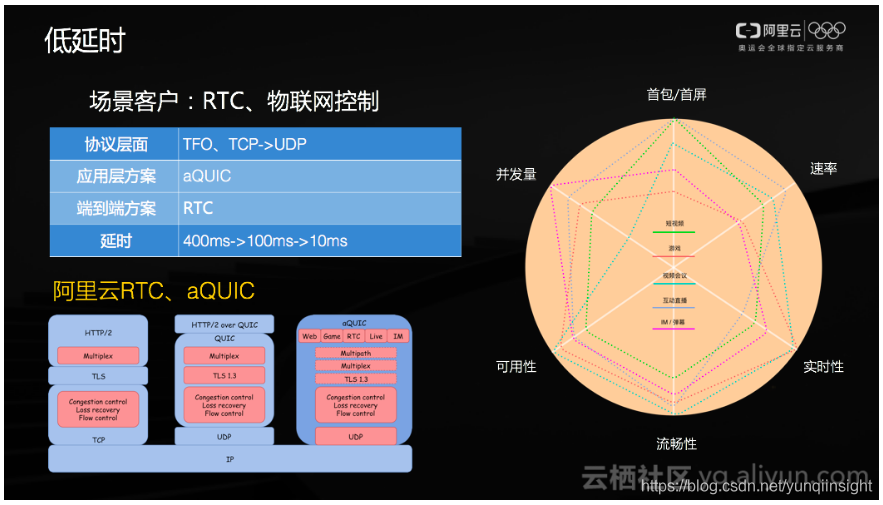 低延时
阿里云
奥运会全球指定云服务商
场景客户：RTC、物联网控制
协议层面 TFO、TCP->UDP
应用层方案 aQUIC
端到端方案 RTC
延时 400ms->100ms->10ms
阿里云RTC、aQUIC
HTTP/2
Multiplex
TLS
Congestion control
Loss recovery
Flow control
TCP
HTTP/2 over QUIC
QUIC
Multiplex
TLS 1.3
Congestion control
Loss recovery
Flow control
UDP
aQUIC
Web Game RTC Live IM
Multipath
Multiplex
TLS 1.3
Congestion control
Loss recovery
Flow control
UDP
IP
首包/首屏
速率
实时性
流畅性
可用性
并发量
短视频
游戏
视频会议
互动直播
IM / 弹幕
云栖社区 yq.aliyun.com
https://blog.csdn.net/yunqiinsight